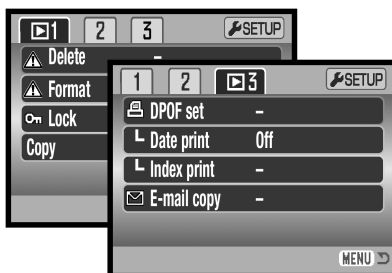 1 2 3 SETUP
Delete –
Format
Lock
Copy
1 2 3 SETUP
DPOF set –
Date print Off
Index print –
E-mail copy –
MENU